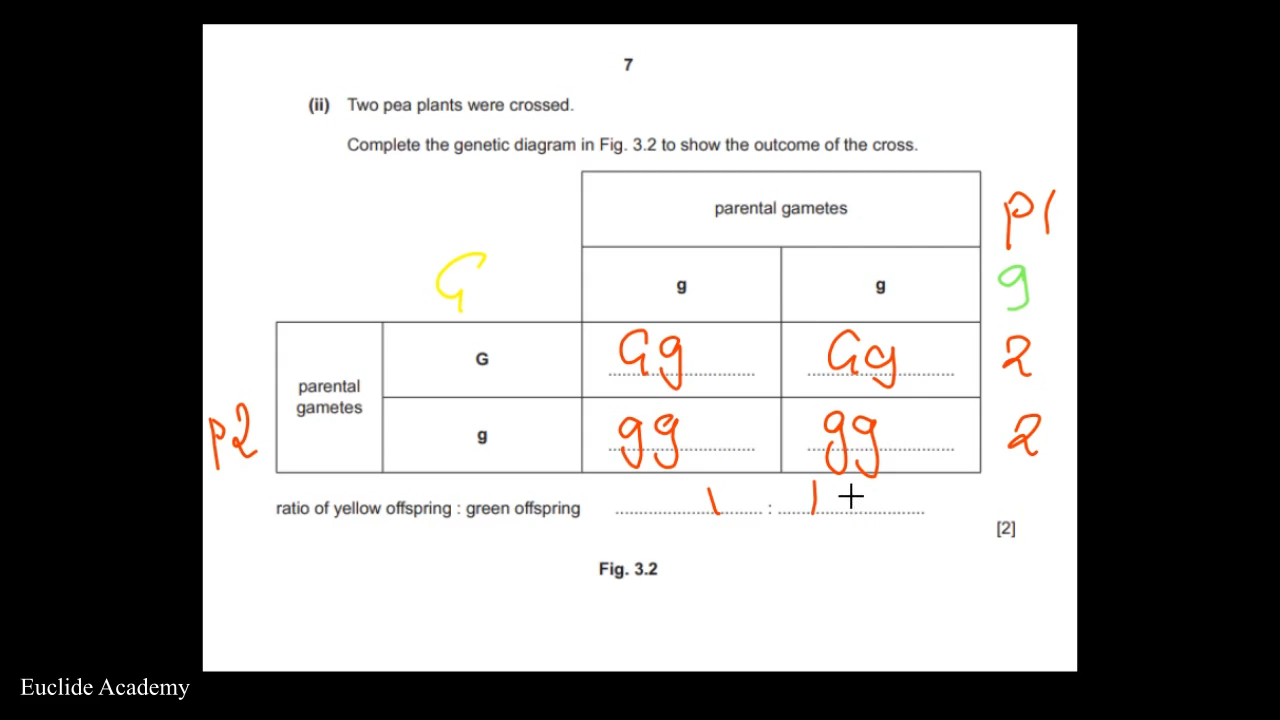 7
(ii) Two pea plants were crossed.
Complete the genetic diagram in Fig. 3.2 to show the outcome of the cross.
parental gametes P1
G g g g
G Gg Gg 2
parental
gametes
P2 g gg gg 2
ratio of yellow offspring : green offspring 1 : 1
[2]
Fig. 3.2
Euclide Academy